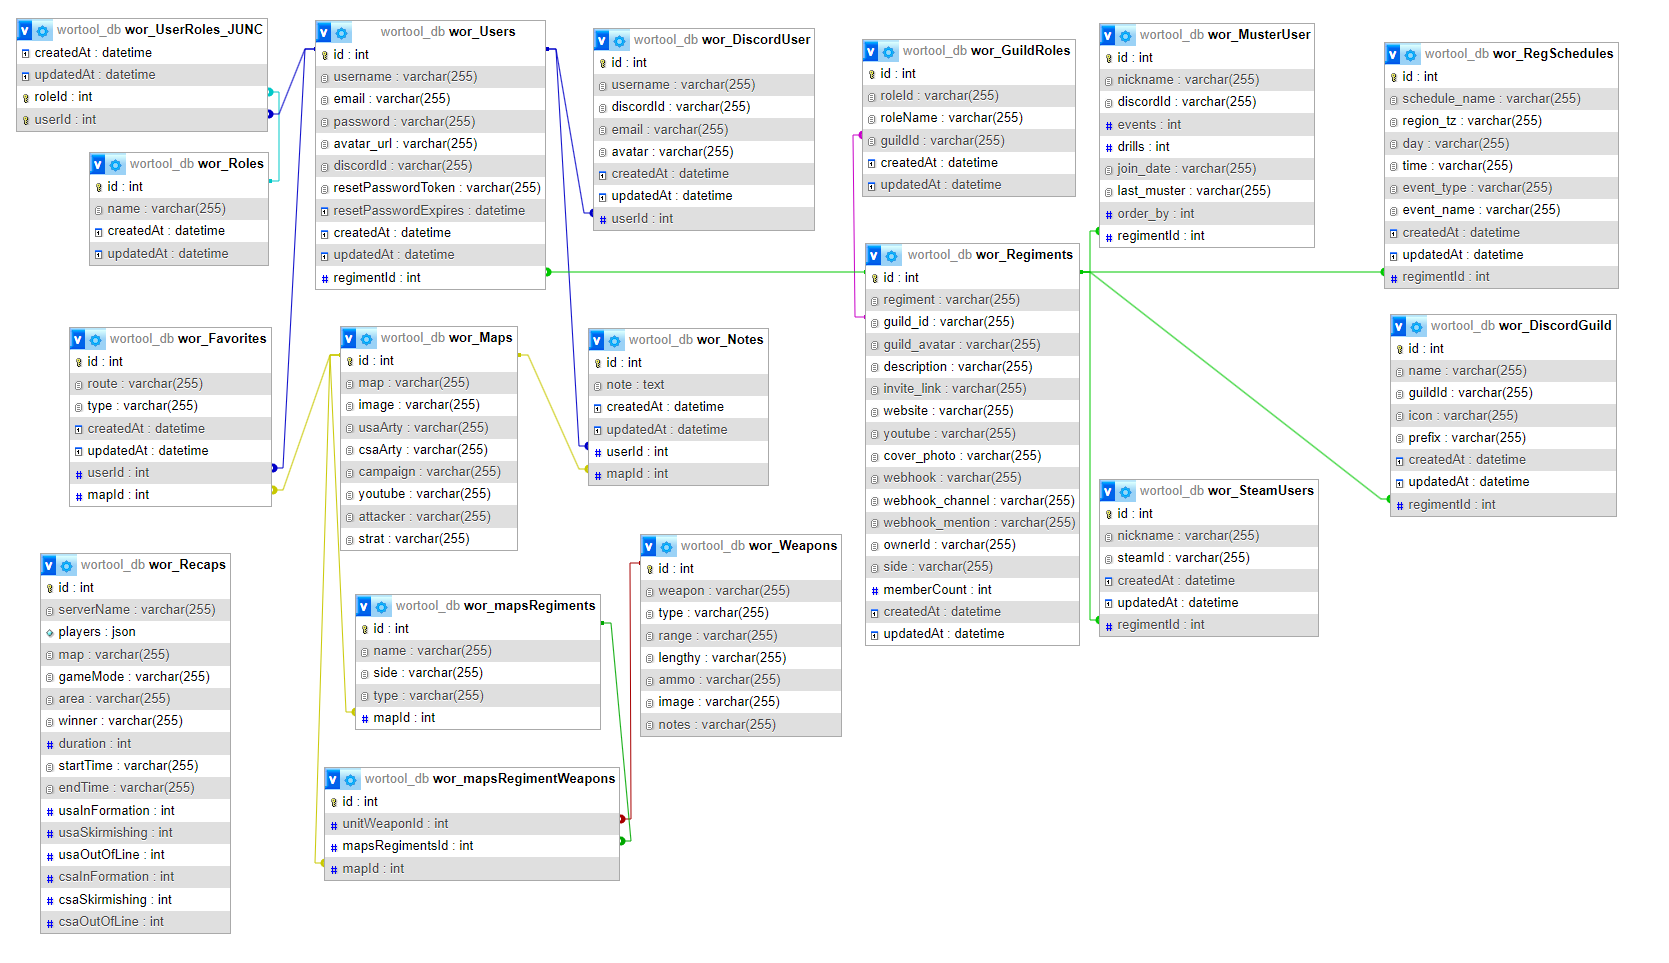 wortool_db wor_UserRoles_JUNC
createdAt : datetime
updatedAt : datetime
roleId : int
userId : int
wortool_db wor_Roles
id : int
name : varchar(255)
createdAt : datetime
updatedAt : datetime
wortool_db wor_Users
id : int
username : varchar(255)
email : varchar(255)
password : varchar(255)
avatar_url : varchar(255)
discordId : varchar(255)
resetPasswordToken : varchar(255)
resetPasswordExpires : datetime
createdAt : datetime
updatedAt : datetime
regimentId : int
wortool_db wor_DiscordUser
id : int
username : varchar(255)
discordId : varchar(255)
email : varchar(255)
avatar : varchar(255)
createdAt : datetime
updatedAt : datetime
userId : int
wortool_db wor_GuildRoles
id : int
roleId : varchar(255)
roleName : varchar(255)
guildId : varchar(255)
createdAt : datetime
updatedAt : datetime
wortool_db wor_MusterUser
id : int
nickname : varchar(255)
discordId : varchar(255)
events : int
drills : int
join_date : varchar(255)
last_muster : varchar(255)
order_by : int
regimentId : int
wortool_db wor_RegSchedules
id : int
schedule_name : varchar(255)
region_tz : varchar(255)
day : varchar(255)
time : varchar(255)
event_type : varchar(255)
event_name : varchar(255)
createdAt : datetime
updatedAt : datetime
regimentId : int
wortool_db wor_Favorites
id : int
route : varchar(255)
type : varchar(255)
createdAt : datetime
updatedAt : datetime
userId : int
mapId : int
wortool_db wor_Maps
id : int
map : varchar(255)
image : varchar(255)
usaArty : varchar(255)
csaArty : varchar(255)
campaign : varchar(255)
youtube : varchar(255)
attacker : varchar(255)
strat : varchar(255)
wortool_db wor_Notes
id : int
note : text
createdAt : datetime
updatedAt : datetime
userId : int
mapId : int
wortool_db wor_Regiments
id : int
regiment : varchar(255)
guild_id : varchar(255)
guild_avatar : varchar(255)
description : varchar(255)
invite_link : varchar(255)
website : varchar(255)
youtube : varchar(255)
cover_photo : varchar(255)
webhook : varchar(255)
webhook_channel : varchar(255)
webhook_mention : varchar(255)
ownerId : varchar(255)
side : varchar(255)
memberCount : int
createdAt : datetime
updatedAt : datetime
wortool_db wor_DiscordGuild
id : int
name : varchar(255)
guildId : varchar(255)
icon : varchar(255)
prefix : varchar(255)
createdAt : datetime
updatedAt : datetime
regimentId : int
wortool_db wor_SteamUsers
id : int
nickname : varchar(255)
steamId : varchar(255)
createdAt : datetime
updatedAt : datetime
regimentId : int
wortool_db wor_Recaps
id : int
serverName : varchar(255)
players : json
map : varchar(255)
gameMode : varchar(255)
area : varchar(255)
winner : varchar(255)
duration : int
startTime : varchar(255)
endTime : varchar(255)
usaInFormation : int
usaSkirmishing : int
usaOutOfLine : int
csaInFormation : int
csaSkirmishing : int
csaOutOfLine : int
wortool_db wor_mapsRegiments
id : int
name : varchar(255)
side : varchar(255)
type : varchar(255)
mapId : int
wortool_db wor_Weapons
id : int
weapon : varchar(255)
type : varchar(255)
range : varchar(255)
lengthy : varchar(255)
ammo : varchar(255)
image : varchar(255)
notes : varchar(255)
wortool_db wor_mapsRegimentWeapons
id : int
unitWeaponId : int
mapsRegimentsId : int
mapId : int